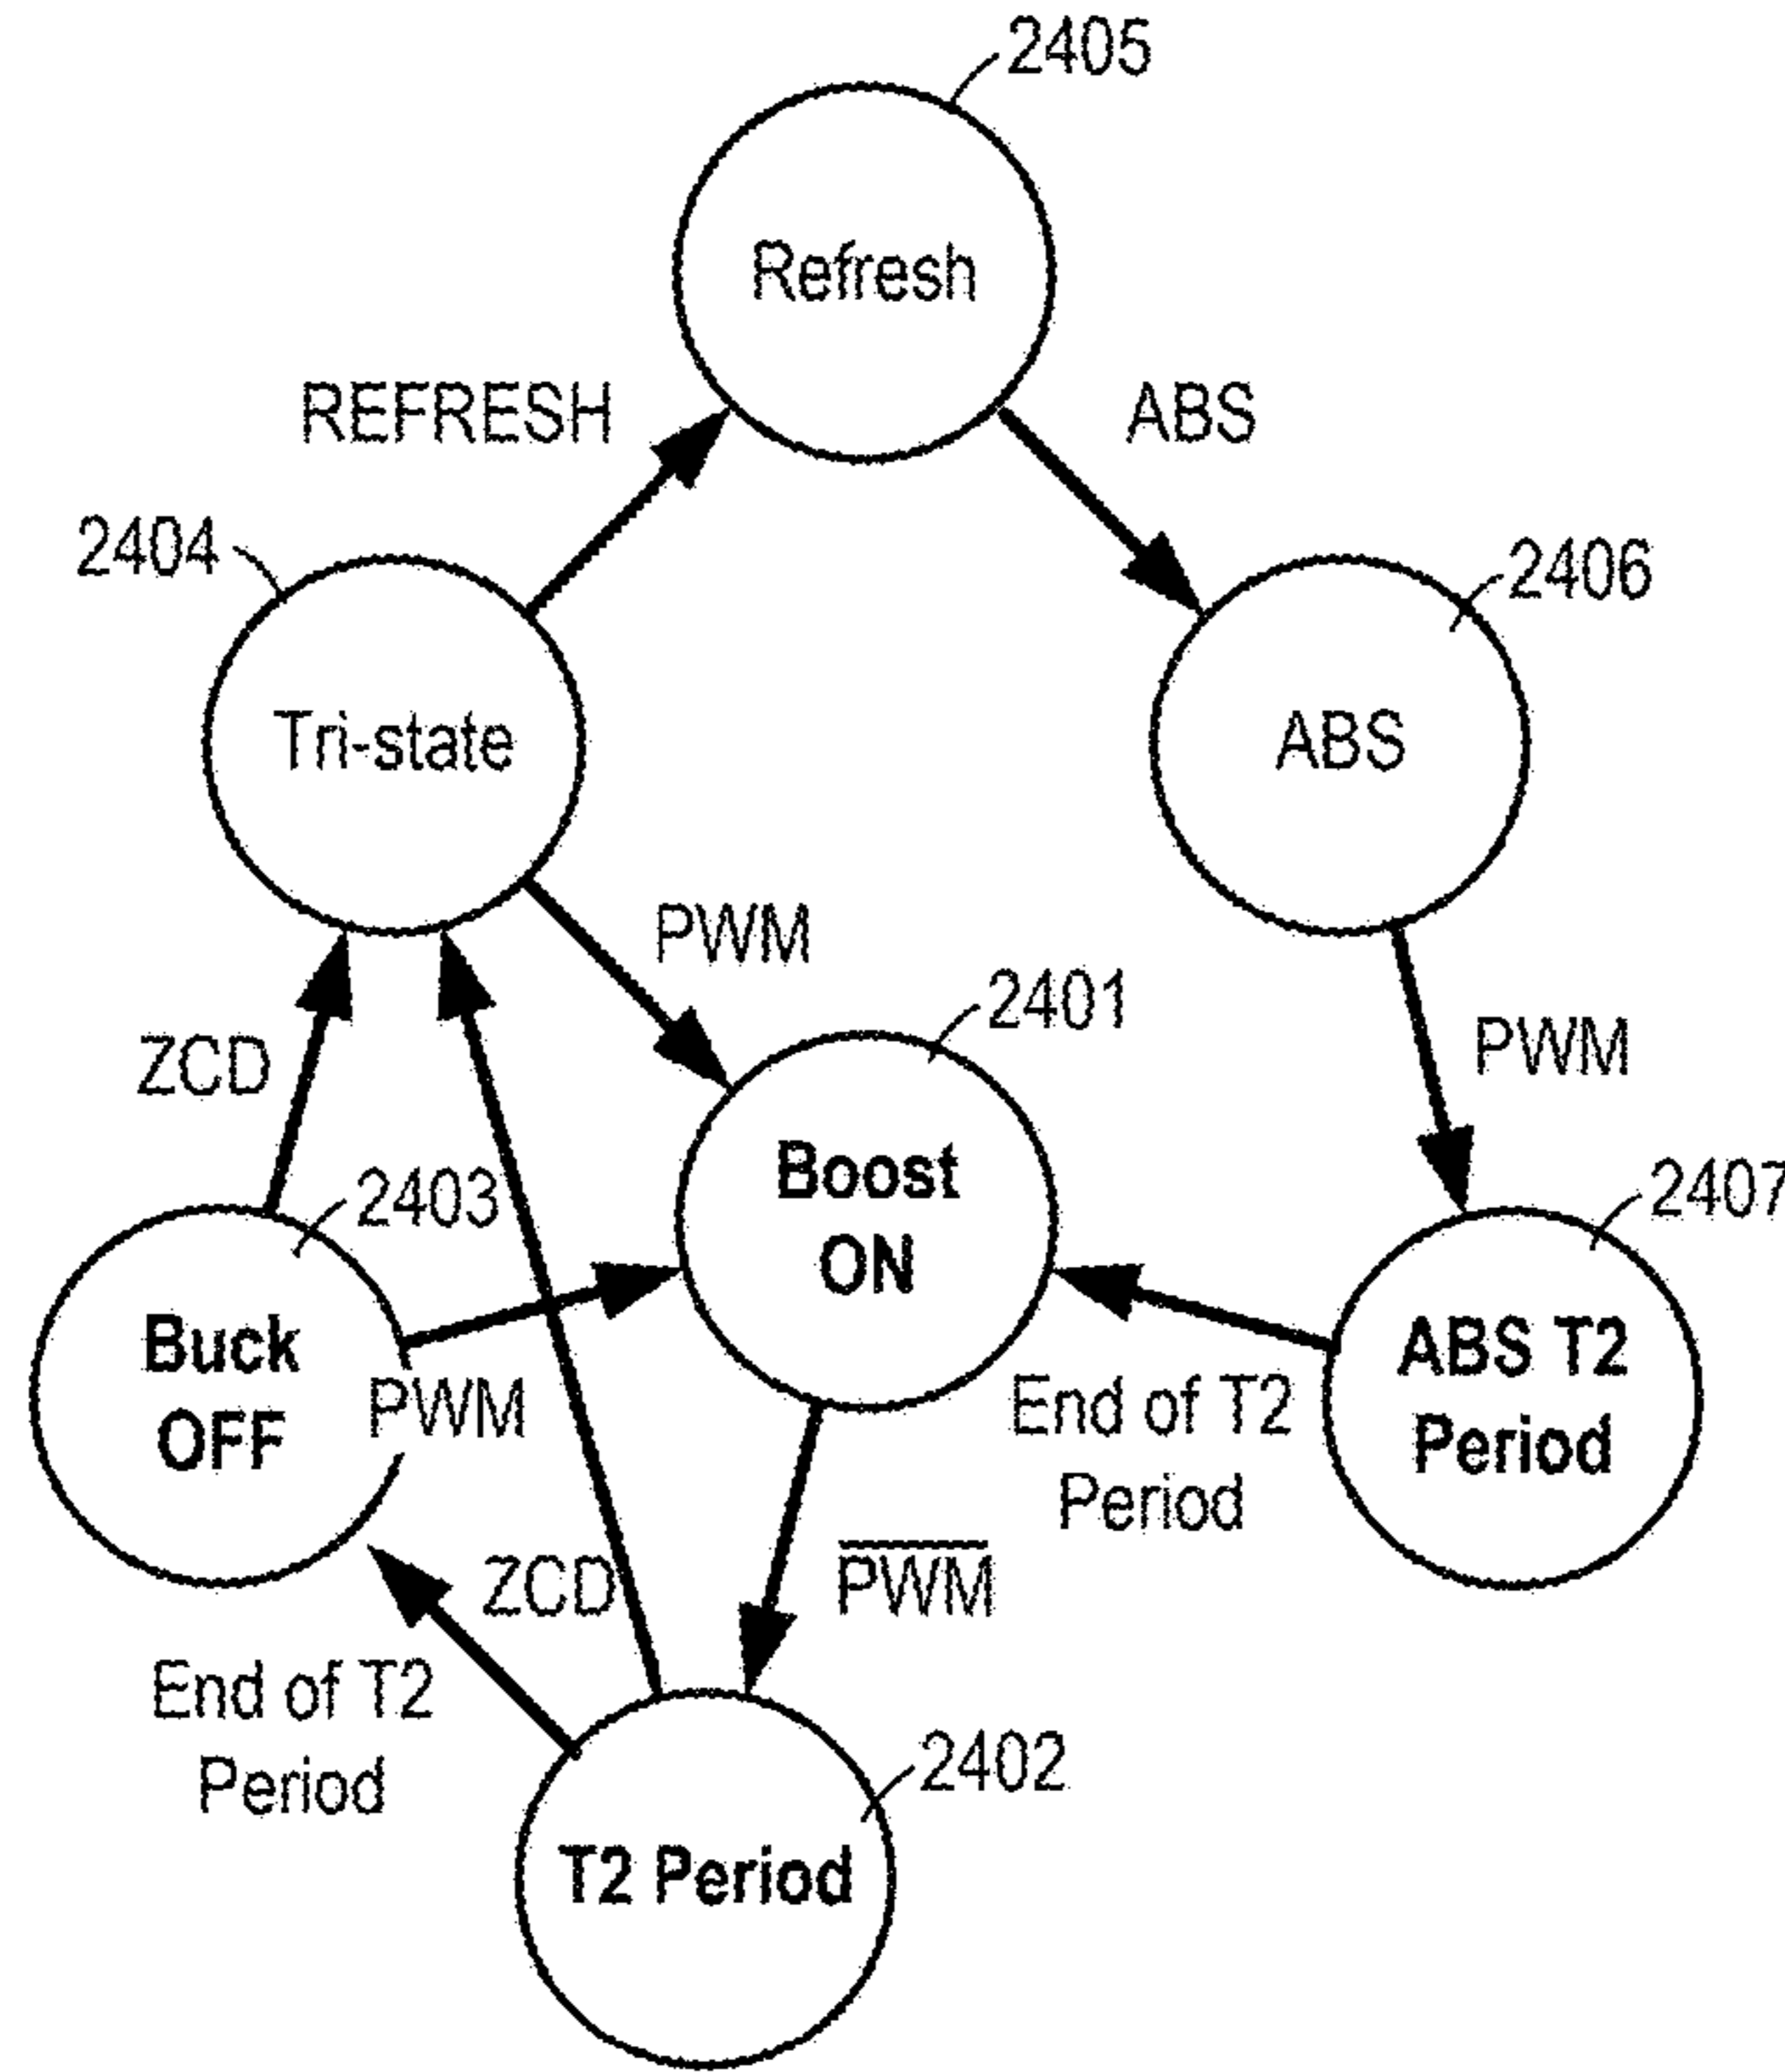 2405
Refresh
REFRESH
ABS
2404
2406
Tri-state
ABS
PWM
2401
ZCD
PWM
2403
Boost
ON
2407
Buck
OFF
PWM
ABS T2
Period
End of T2
Period
P̅W̅M̅
ZCD
End of T2
Period
2402
T2 Period